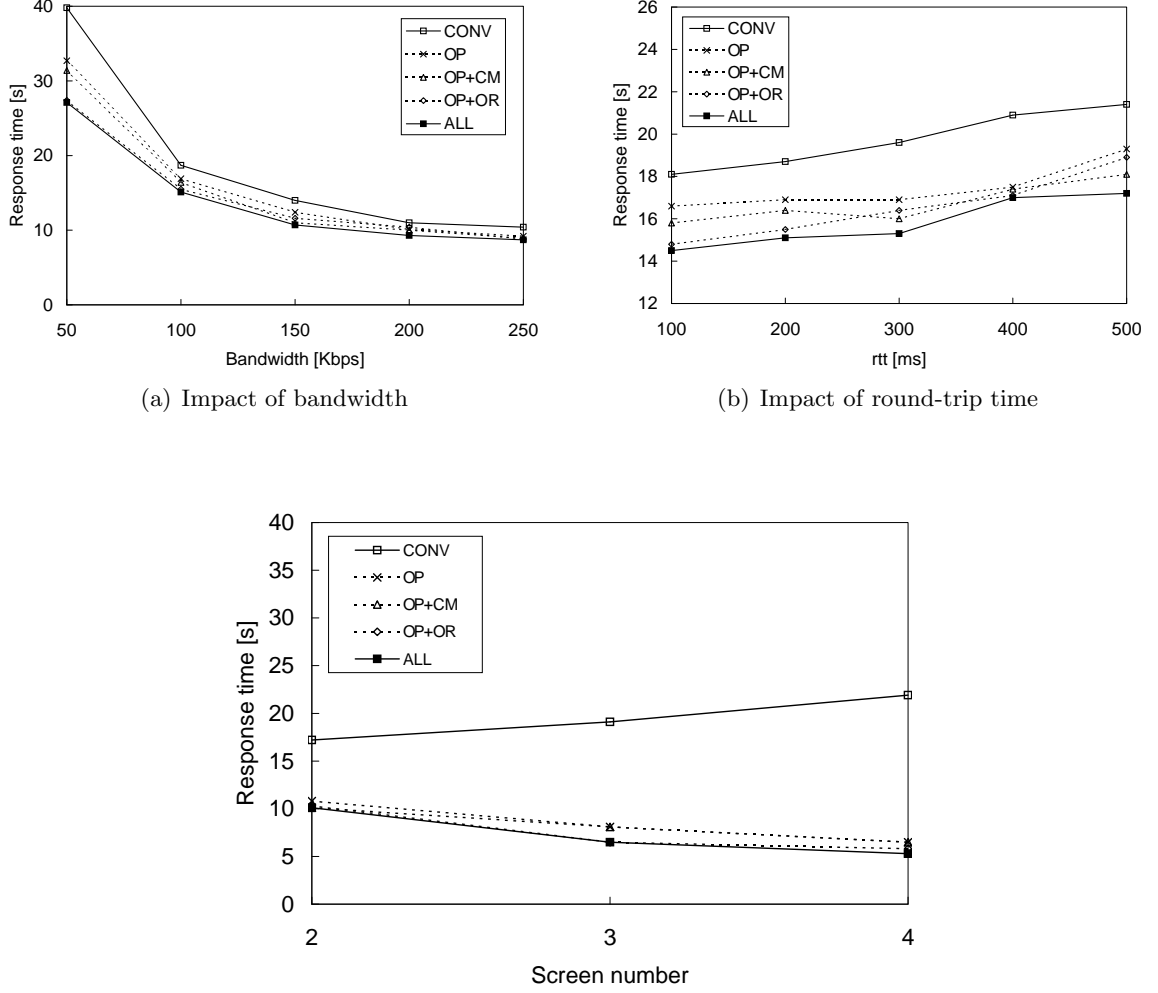 40
30
20
10
0
Response time [s]
CONV
OP
OP+CM
OP+OR
ALL
50 100 150 200 250
Bandwidth [Kbps]
(a) Impact of bandwidth
26
24
22
20
18
16
14
12
Response time [s]
CONV
OP
OP+CM
OP+OR
ALL
100 200 300 400 500
rtt [ms]
(b) Impact of round-trip time
40
35
30
25
20
15
10
5
0
Response time [s]
CONV
OP
OP+CM
OP+OR
ALL
2 3 4
Screen number